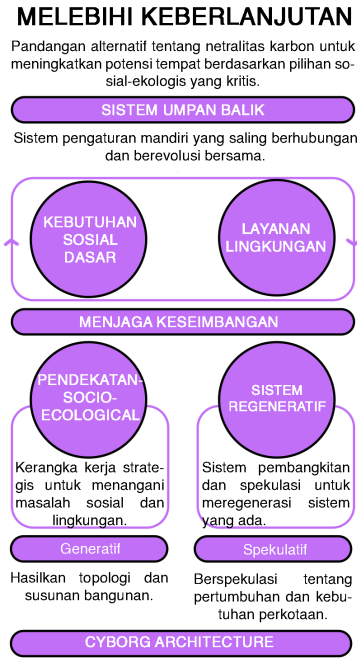 MELEBIHI KEBERLANJUTAN
Pandangan alternatif tentang netralitas karbon untuk
meningkatkan potensi tempat berdasarkan pilihan so-
sial-ekologis yang kritis.
SISTEM UMPAN BALIK
Sistem pengaturan mandiri yang saling berhubungan
dan berevolusi bersama.
KEBUTUHAN
SOSIAL
DASAR
LAYANAN
LINGKUNGAN
MENJAGA KESEIMBANGAN
PENDEKATAN-
SOCIO-
ECOLOGICAL
Kerangka kerja strate-
gis untuk menangani
masalah sosial dan
lingkungan.
Generatif
Hasilkan topologi dan
susunan bangunan.
SISTEM
REGENERATIF
Sistem pembangkitan
dan spekulasi untuk
meregenerasi sistem
yang ada.
Spekulatif
Berspekulasi tentang
pertumbuhan dan kebu-
tuhan perkotaan.
CYBORG ARCHITECTURE